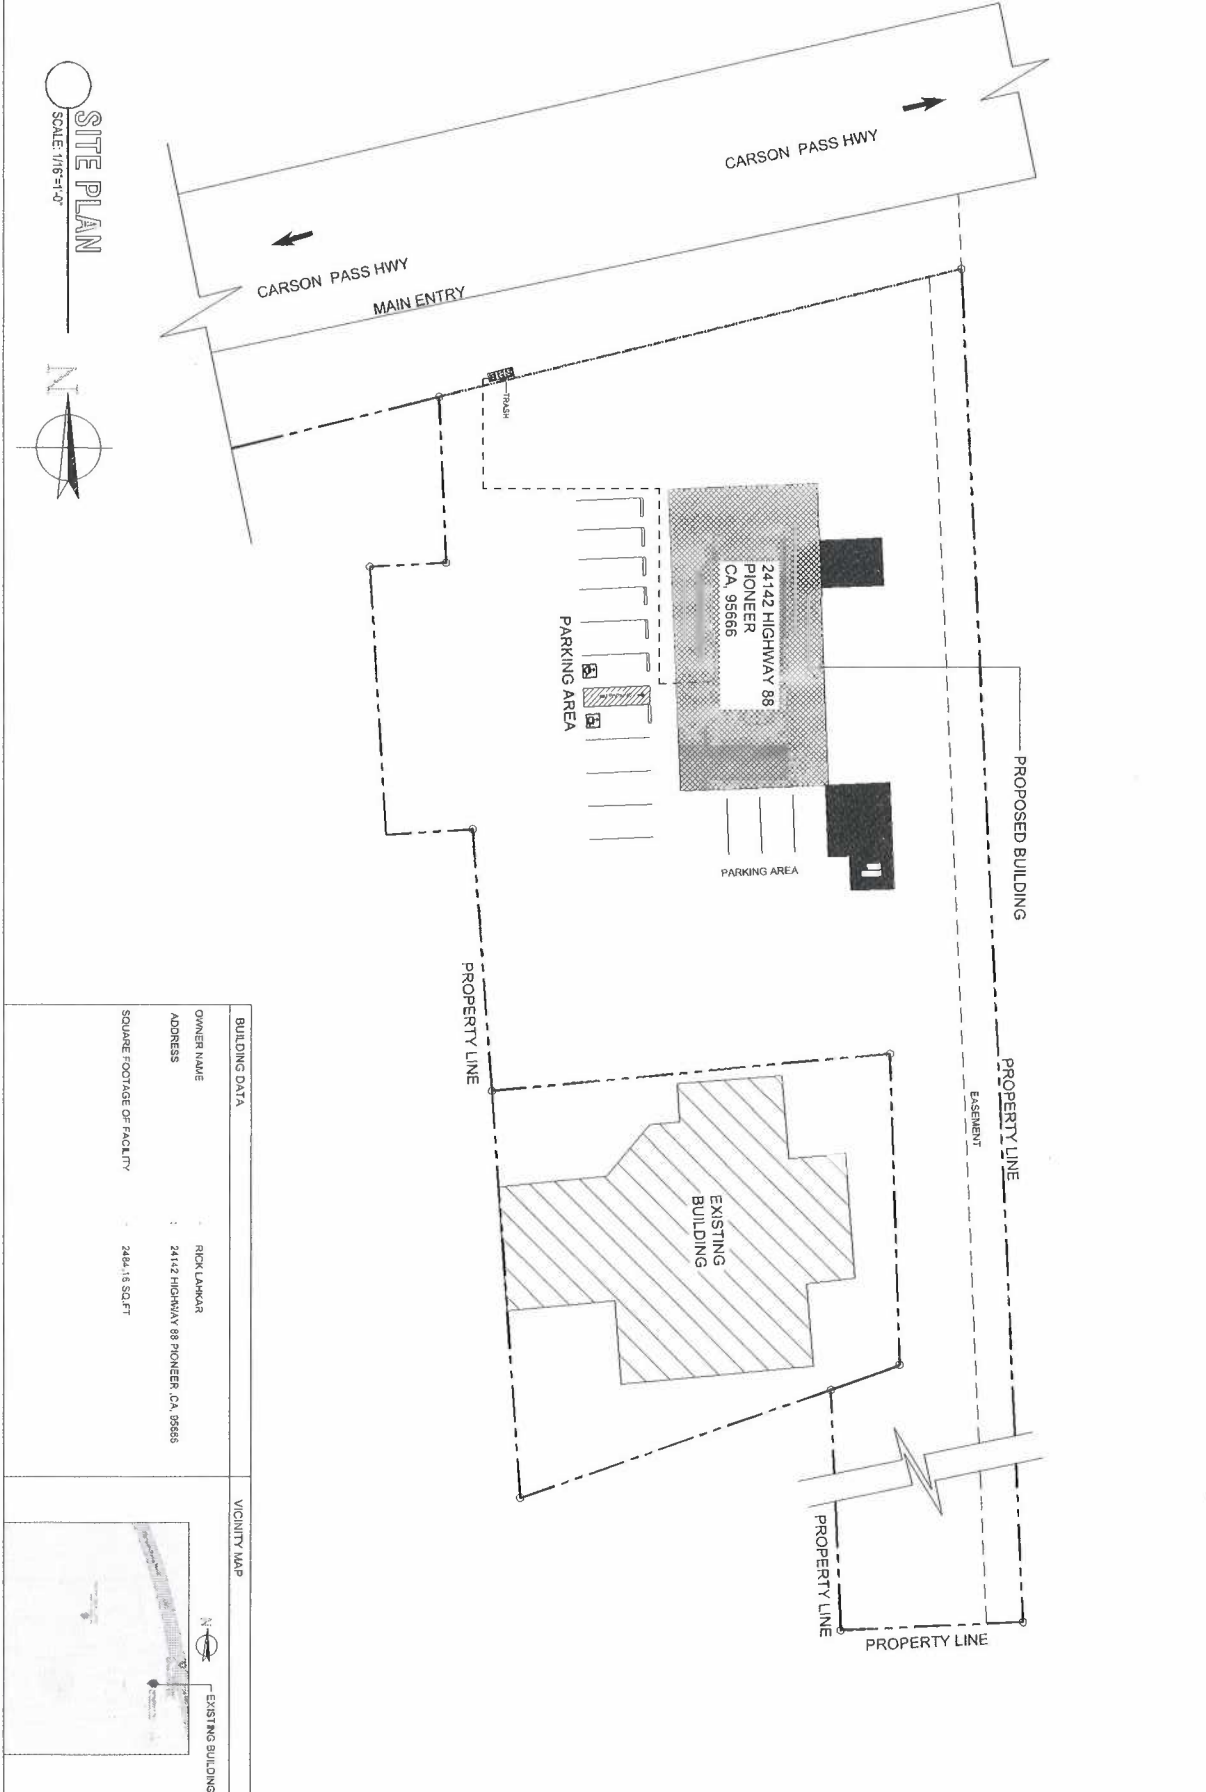 SITE PLAN
SCALE: 1/16"=1'-0"
N
CARSON PASS HWY
CARSON PASS HWY
MAIN ENTRY
TRASH
24142 HIGHWAY 88
PIONEER
CA, 95666
PARKING AREA
PARKING AREA
PROPOSED BUILDING
PROPERTY LINE
PROPERTY LINE
EASEMENT
EXISTING
BUILDING
PROPERTY LINE
PROPERTY LINE
BUILDING DATA
OWNER NAME : RICK LAHKAR
ADDRESS : 24142 HIGHWAY 88 PIONEER ,CA, 95666
SQUARE FOOTAGE OF FACILITY : 2484.16 SQ.FT
VICINITY MAP
N
EXISTING BUILDING